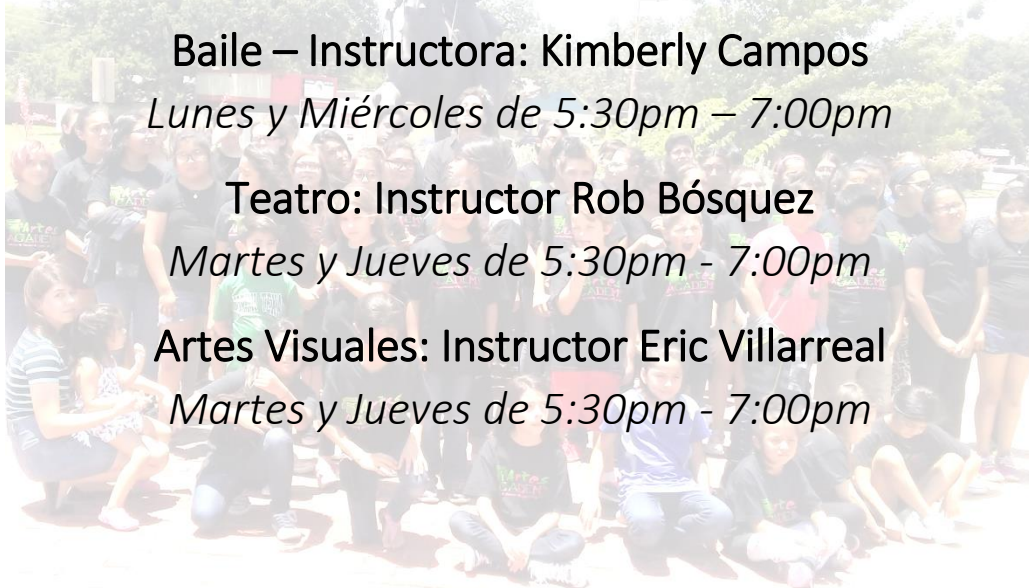 Baile – Instructora: Kimberly Campos
Lunes y Miércoles de 5:30pm – 7:00pm
Teatro: Instructor Rob Bósquez
Martes y Jueves de 5:30pm - 7:00pm
Artes Visuales: Instructor Eric Villarreal
Martes y Jueves de 5:30pm - 7:00pm